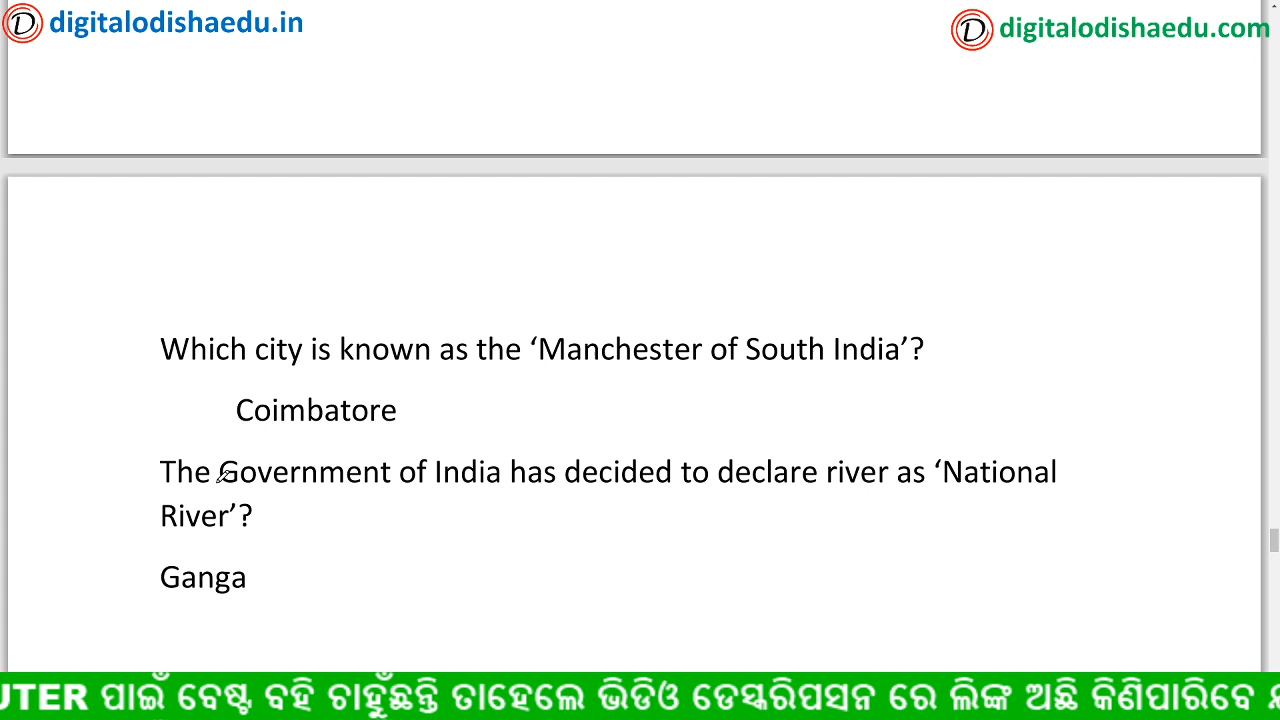 digitalodishaedu.in
digitalodishaedu.com
Which city is known as the ‘Manchester of South India’?
Coimbatore
The Government of India has decided to declare river as ‘National
River’?
Ganga
UTER ପାଇଁ ବେଷ୍ଟ ବହି ଚାହୁଁଛନ୍ତି ତାହେଲେ ଭିଡିଓ ଡେସ୍କରିପସନ ରେ ଲିଙ୍କ ଅଛି କିଣିପାରିବେ